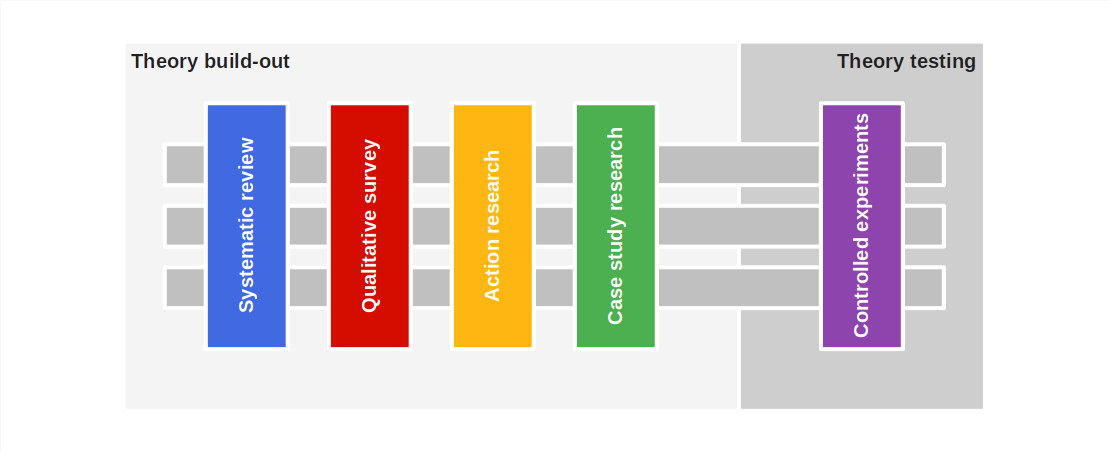 Theory build-out
Theory testing
Systematic review
Qualitative survey
Action research
Case study research
Controlled experiments